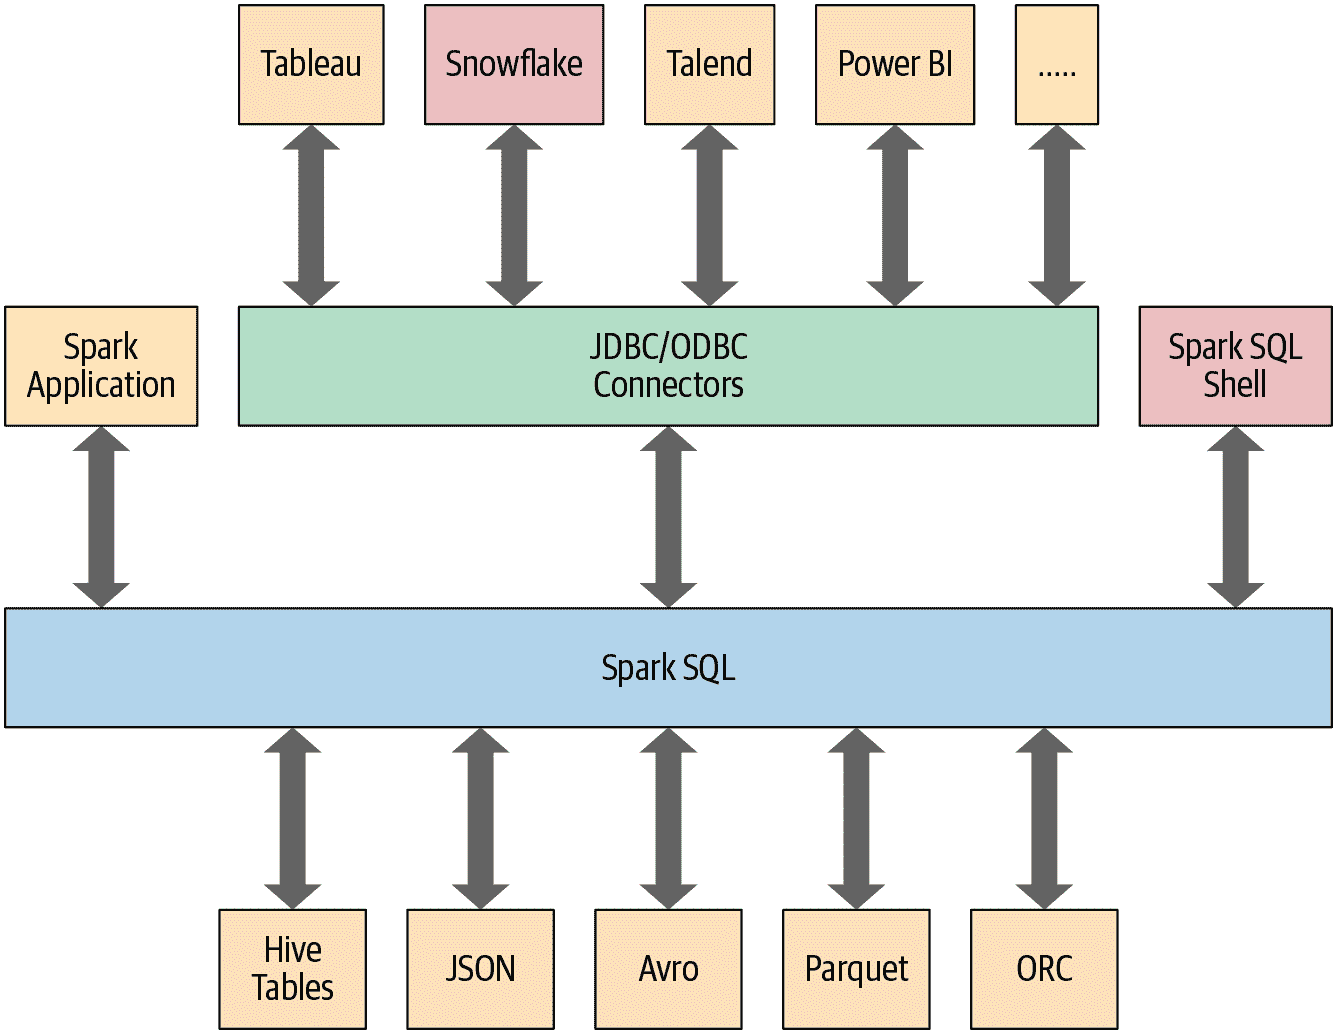 Tableau
Snowflake
Talend
Power BI
.....
Spark
Application
JDBC/ODBC
Connectors
Spark SQL
Shell
Spark SQL
Hive
Tables
JSON
Avro
Parquet
ORC